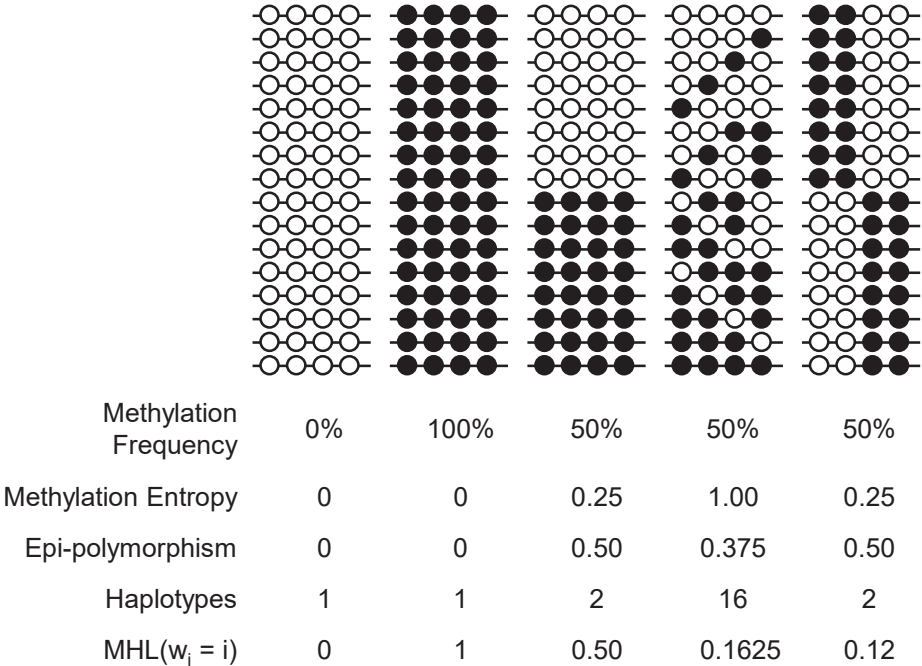 Methylation
Frequency 0% 100% 50% 50% 50%
Methylation Entropy 0 0 0.25 1.00 0.25
Epi-polymorphism 0 0 0.50 0.375 0.50
Haplotypes 1 1 2 16 2
MHL(wᵢ = i) 0 1 0.50 0.1625 0.12